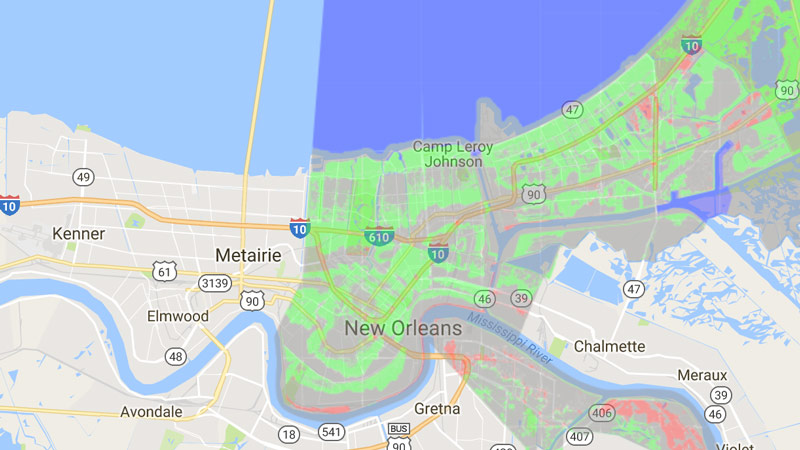 10
90
47
Camp Leroy
Johnson
49
90
10
10
610
Kenner
10
Metairie
61
3139
90
47
Elmwood
46
39
Mississippi River
New Orleans
Chalmette
48
Meraux
39
Avondale
Gretna
406
46
18
541
BUS
90
407
Violet